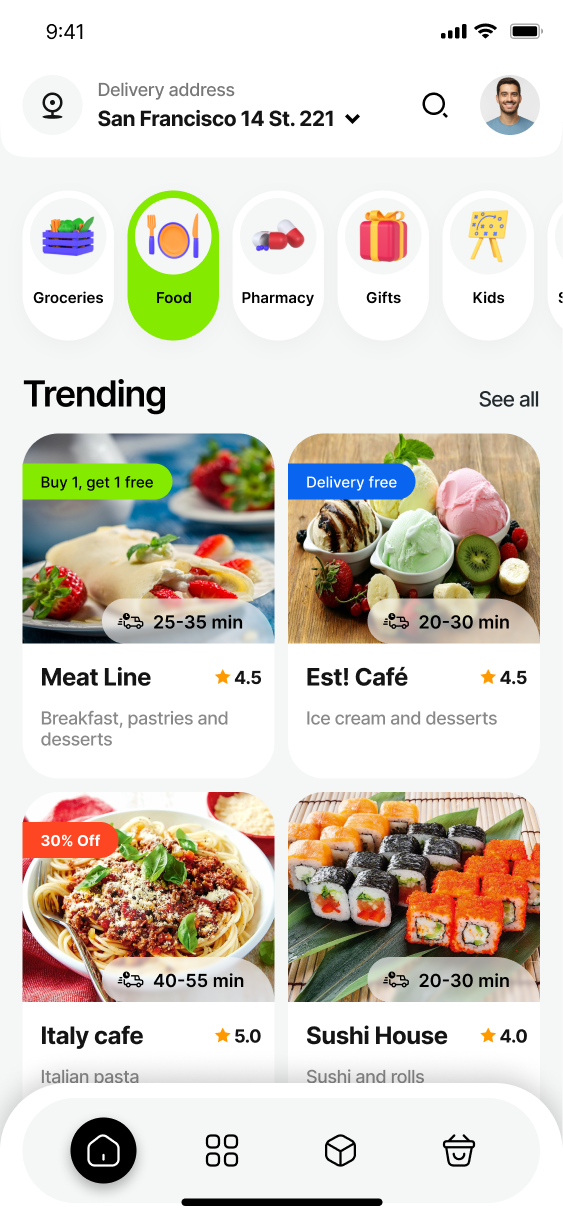 9:41
Delivery address
San Francisco 14 St. 221
Groceries
Food
Pharmacy
Gifts
Kids
Trending
See all
Buy 1, get 1 free
25-35 min
Meat Line
4.5
Breakfast, pastries and
desserts
Delivery free
20-30 min
Est! Café
4.5
Ice cream and desserts
30% Off
40-55 min
Italy cafe
5.0
Italian pasta
20-30 min
Sushi House
4.0
Sushi and rolls